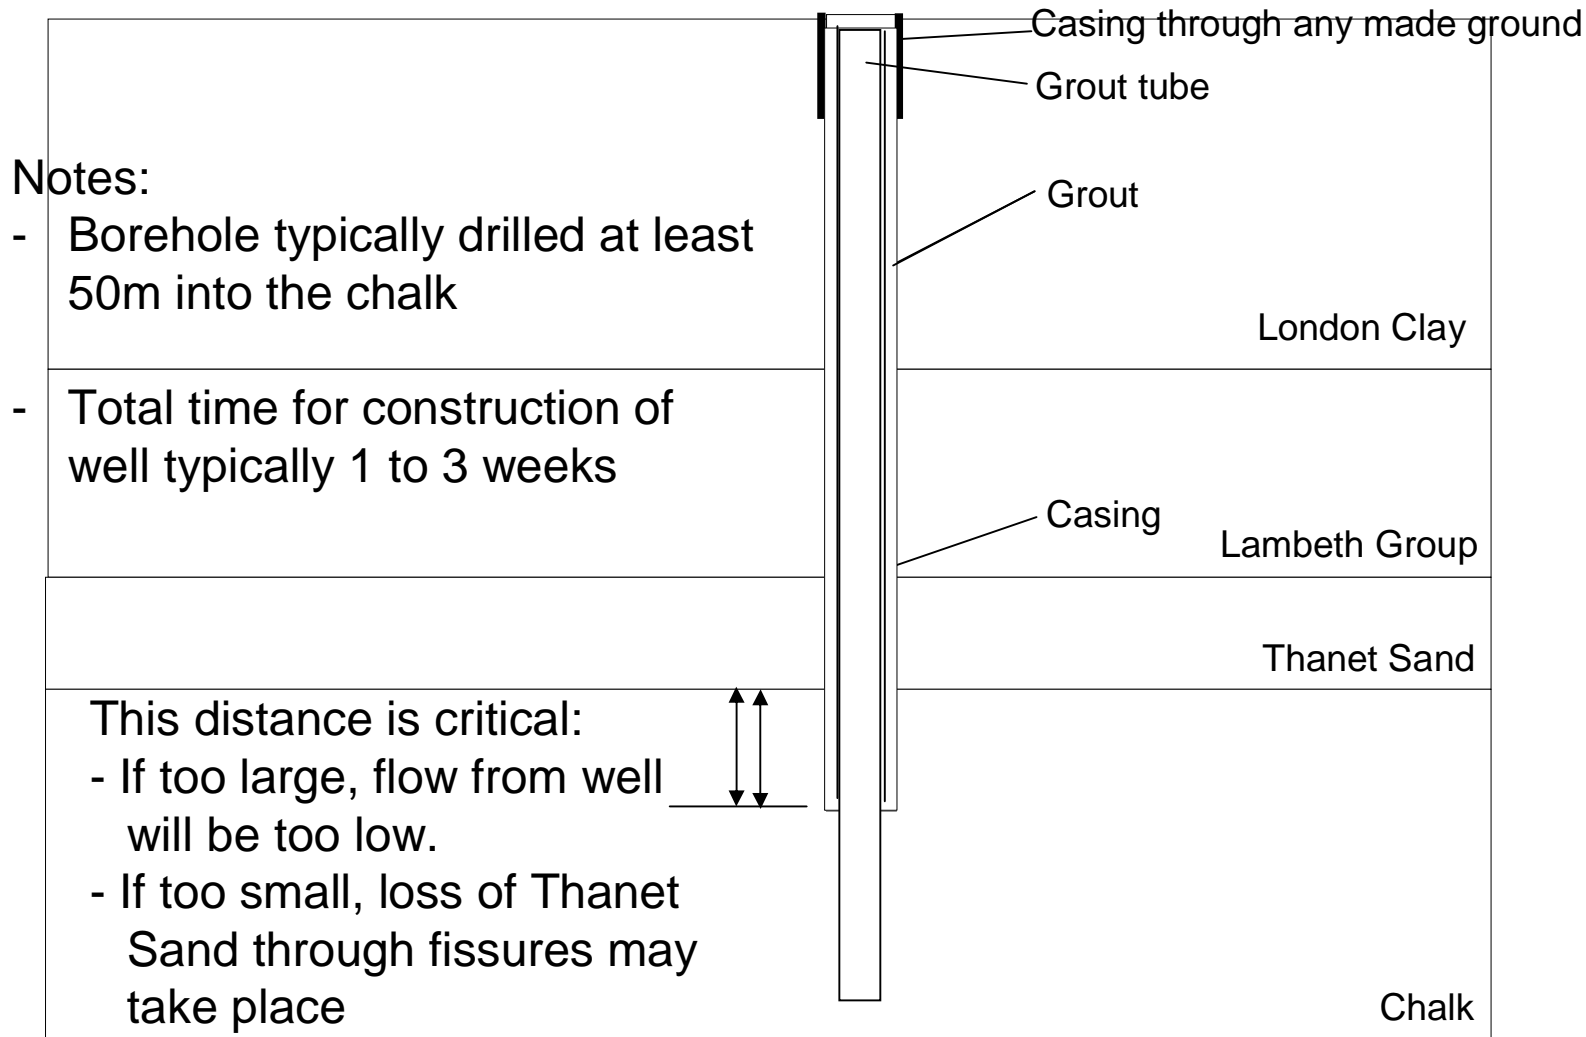 Casing through any made ground
Grout tube
Notes:
- Borehole typically drilled at least
50m into the chalk
Grout
London Clay
- Total time for construction of
well typically 1 to 3 weeks
Casing
Lambeth Group
Thanet Sand
This distance is critical:
- If too large, flow from well
will be too low.
- If too small, loss of Thanet
Sand through fissures may
take place
Chalk